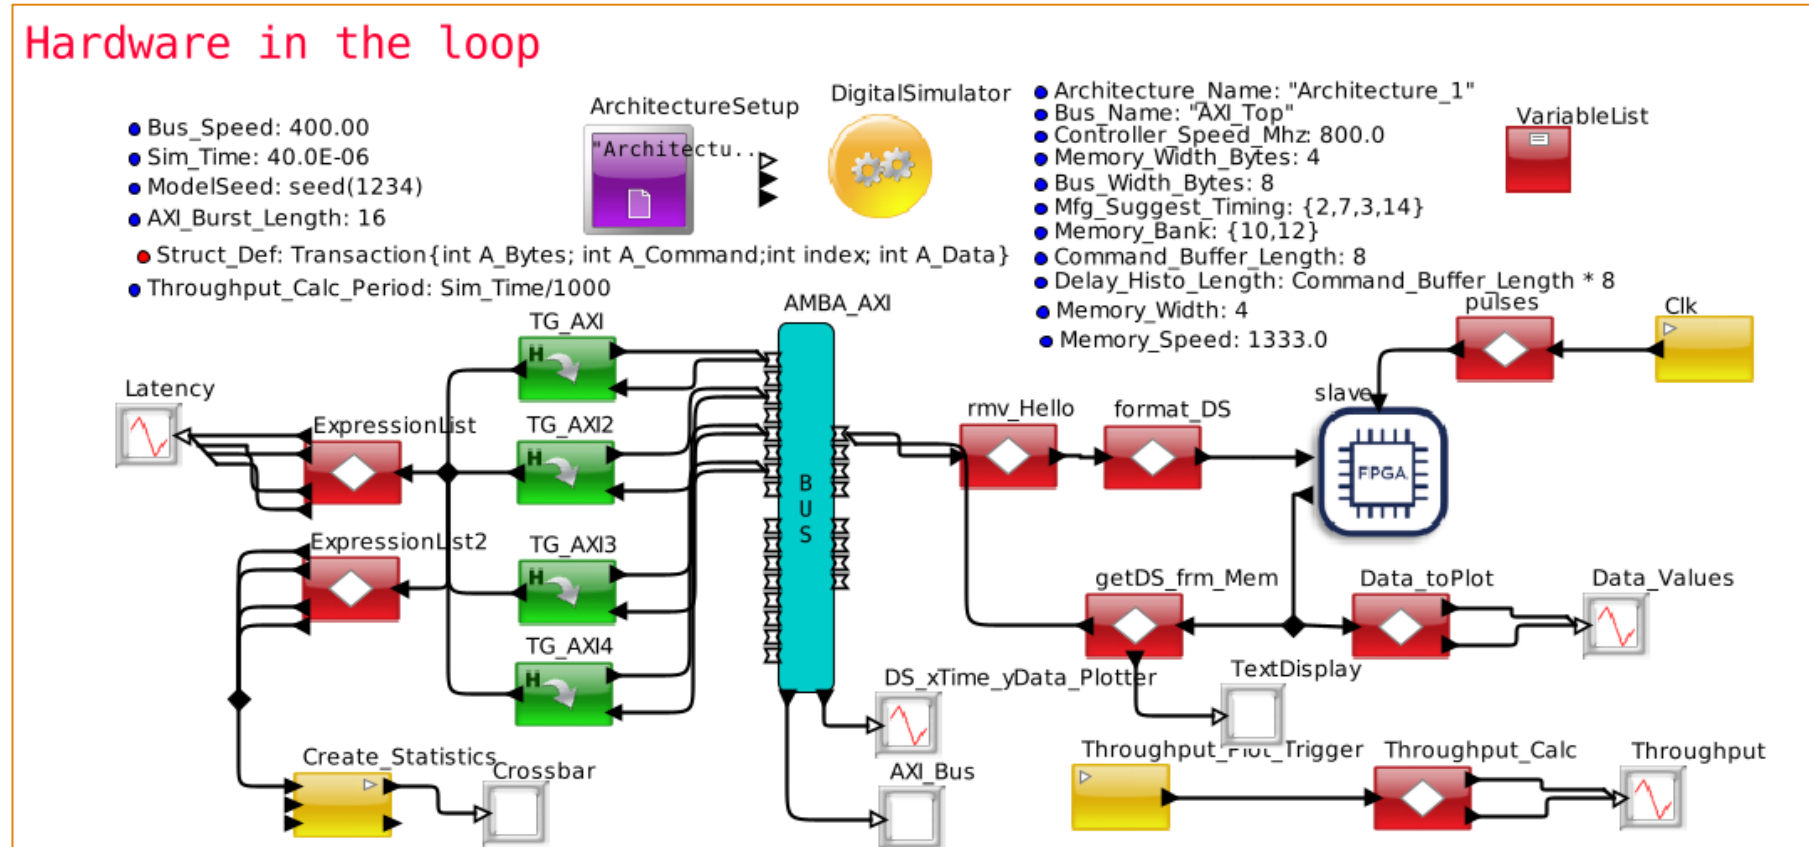 Hardware in the loop
ArchitectureSetup
DigitalSimulator
VariableList
Bus_Speed: 400.00
Sim_Time: 40.0E-06
ModelSeed: seed(1234)
AXI_Burst_Length: 16
Struct_Def: Transaction{int A_Bytes; int A_Command;int index; int A_Data}
Throughput_Calc_Period: Sim_Time/1000
"Architectu...
Architecture_Name: "Architecture_1"
Bus_Name: "AXI_Top"
Controller_Speed_Mhz: 800.0
Memory_Width_Bytes: 4
Bus_Width_Bytes: 8
Mfg_Suggest_Timing: {2,7,3,14}
Memory_Bank: {10,12}
Command_Buffer_Length: 8
Delay_Histo_Length: Command_Buffer_Length * 8
Memory_Width: 4
Memory_Speed: 1333.0
pulses
Clk
AMBA_AXI
TG_AXI
H
Latency
ExpressionList
TG_AXI2
H
rmv_Hello
format_DS
slave
FPGA
B
U
S
ExpressionList2
TG_AXI3
H
getDS_frm_Mem
Data_toPlot
Data_Values
TG_AXI4
H
DS_xTime_yData_Plotter
TextDisplay
Create_Statistics
Crossbar
AXI_Bus
Throughput_Plot_Trigger
Throughput_Calc
Throughput